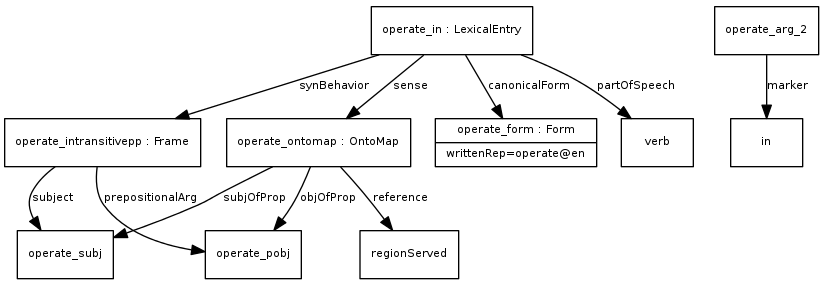 operate_in : LexicalEntry
operate_arg_2
synBehavior
sense
canonicalForm
partOfSpeech
marker
operate_intransitivepp : Frame
operate_ontomap : OntoMap
operate_form : Form
writtenRep=operate@en
verb
in
subject
prepositionalArg
subjOfProp
objOfProp
reference
operate_subj
operate_pobj
regionServed